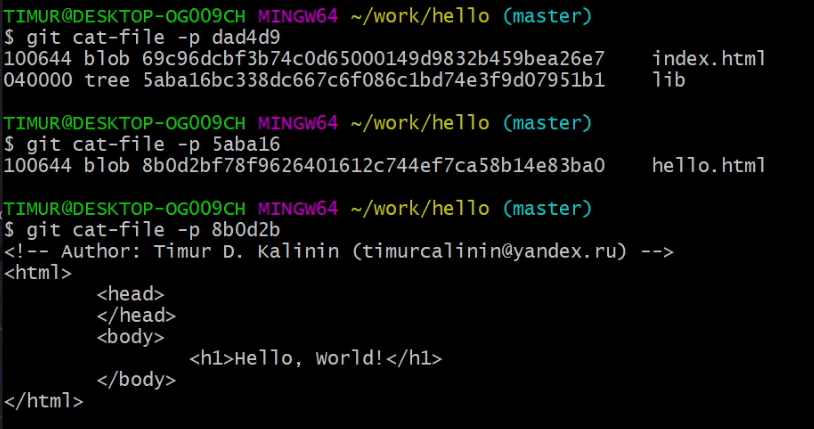 TIMUR@DESKTOP-OG009CH MINGW64 ~/work/hello (master)
$ git cat-file -p dad4d9
100644 blob 69c96dcbf3b74c0d65000149d9832b459bea26e7    index.html
040000 tree 5aba16bc338dc667c6f086c1bd74e3f9d07951b1    lib

TIMUR@DESKTOP-OG009CH MINGW64 ~/work/hello (master)
$ git cat-file -p 5aba16
100644 blob 8b0d2bf78f9626401612c744ef7ca58b14e83ba0    hello.html

TIMUR@DESKTOP-OG009CH MINGW64 ~/work/hello (master)
$ git cat-file -p 8b0d2b
<!-- Author: Timur D. Kalinin (timurcalinin@yandex.ru) -->
<html>
        <head>
        </head>
        <body>
                <h1>Hello, World!</h1>
        </body>
</html>